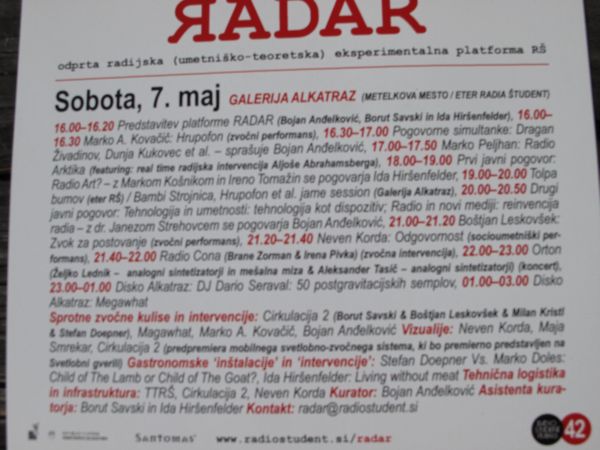 ЯADAR
odprta radijska (umetniško-teoretska) eksperimentalna platforma RŠ
Sobota, 7. maj GALERIJA ALKATRAZ (METELKOVA MESTO / ETER RADIA ŠTUDENT)
16.00–16.20 Predstavitev platforme RADAR (Bojan Anđelković, Borut Savski in Ida Hiršenfelder), 16.00–
16.30 Marko A. Kovačič: Hrupofon (zvočni performans), 16.30–17.00 Pogovorne simultanke: Dragan
Živadinov, Dunja Kukovec et al. – sprašuje Bojan Anđelković, 17.00–17.50 Marko Peljhan: Radio
Arktika (featuring: real time radijska intervencija Aljoše Abrahamsberga), 18.00–19.00 Prvi javni pogovor:
Radio Art? – z Markom Košnikom in Ireno Tomažin se pogovarja Ida Hiršenfelder, 19.00–20.00 Tolpa
bumov (eter RŠ) / Bambi Strojnica, Hrupofon et al. jame session (Galerija Alkatraz), 20.00–20.50 Drugi
javni pogovor: Tehnologija in umetnosti: tehnologija kot dispozitiv; Radio in novi mediji: reinvencija
radia – z dr. Janezom Strehovcem se pogovarja Bojan Anđelković, 21.00–21.20 Boštjan Leskovšek:
Zvok za postovanje (zvočni performans), 21.20–21.40 Neven Korda: Odgovornost (socioumetniški per-
formans), 21.40–22.00 Radio Cona (Brane Zorman & Irena Pivka) (zvočna intervencija), 22.00–23.00 Orton
(Željko Lednik – analogni sintetizatorji in mešalna miza & Aleksander Tasič – analogni sintetizatorji) (koncert),
23.00–01.00 Disko Alkatraz: DJ Dario Seraval: 50 postgravitacijskih semplov, 01.00–03.00 Disko
Alkatraz: Megawhat
Sprotne zvočne kulise in intervencije: Cirkulacija 2 (Borut Savski & Boštjan Leskovšek & Milan Kristl
& Stefan Doepner), Magawhat, Marko A. Kovačič, Bojan Anđelković Vizualije: Neven Korda, Maja
Smrekar, Cirkulacija 2 (predpremiera mobilnega svetlobno-zvočnega sistema, ki bo premierno predstavljen na
Svetlobni gverili) Gastronomske 'inštalacije' in 'intervencije': Stefan Doepner Vs. Marko Doles:
Child of The Lamb or Child of The Goat?, Ida Hiršenfelder: Living without meat Tehnična logistika
in infrastruktura: TTRŠ, Cirkulacija 2, Neven Korda Kurator: Bojan Anđelković Asistenta kura-
torja: Borut Savski in Ida Hiršenfelder Kontakt: radar@radiostudent.si
SANTOMAS www.radiostudent.si/radar 42